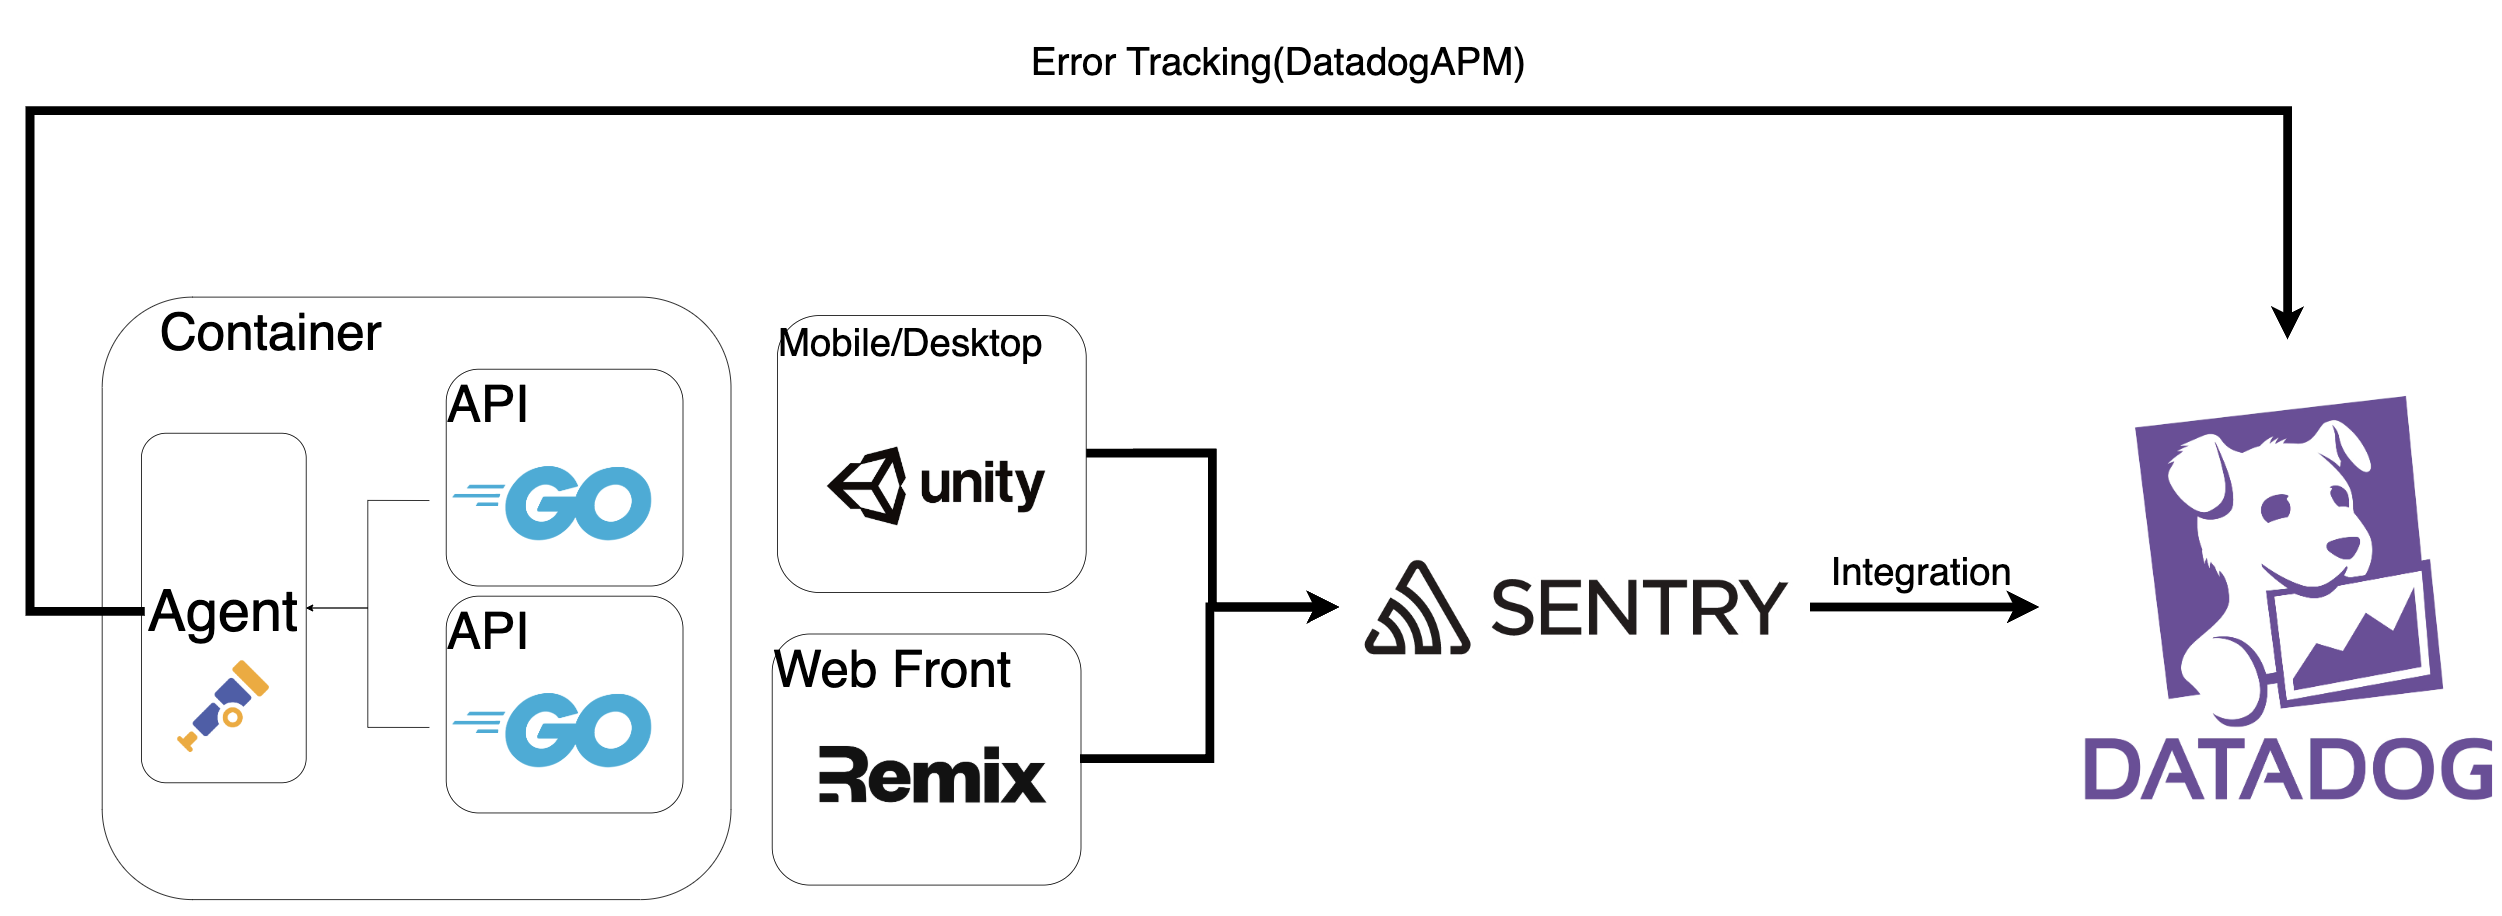 Error Tracking(DatadogAPM)
Container
API
GO
Agent
API
GO
Mobile/Desktop
unity
Web Front
Remix
SENTRY
Integration
DATADOG